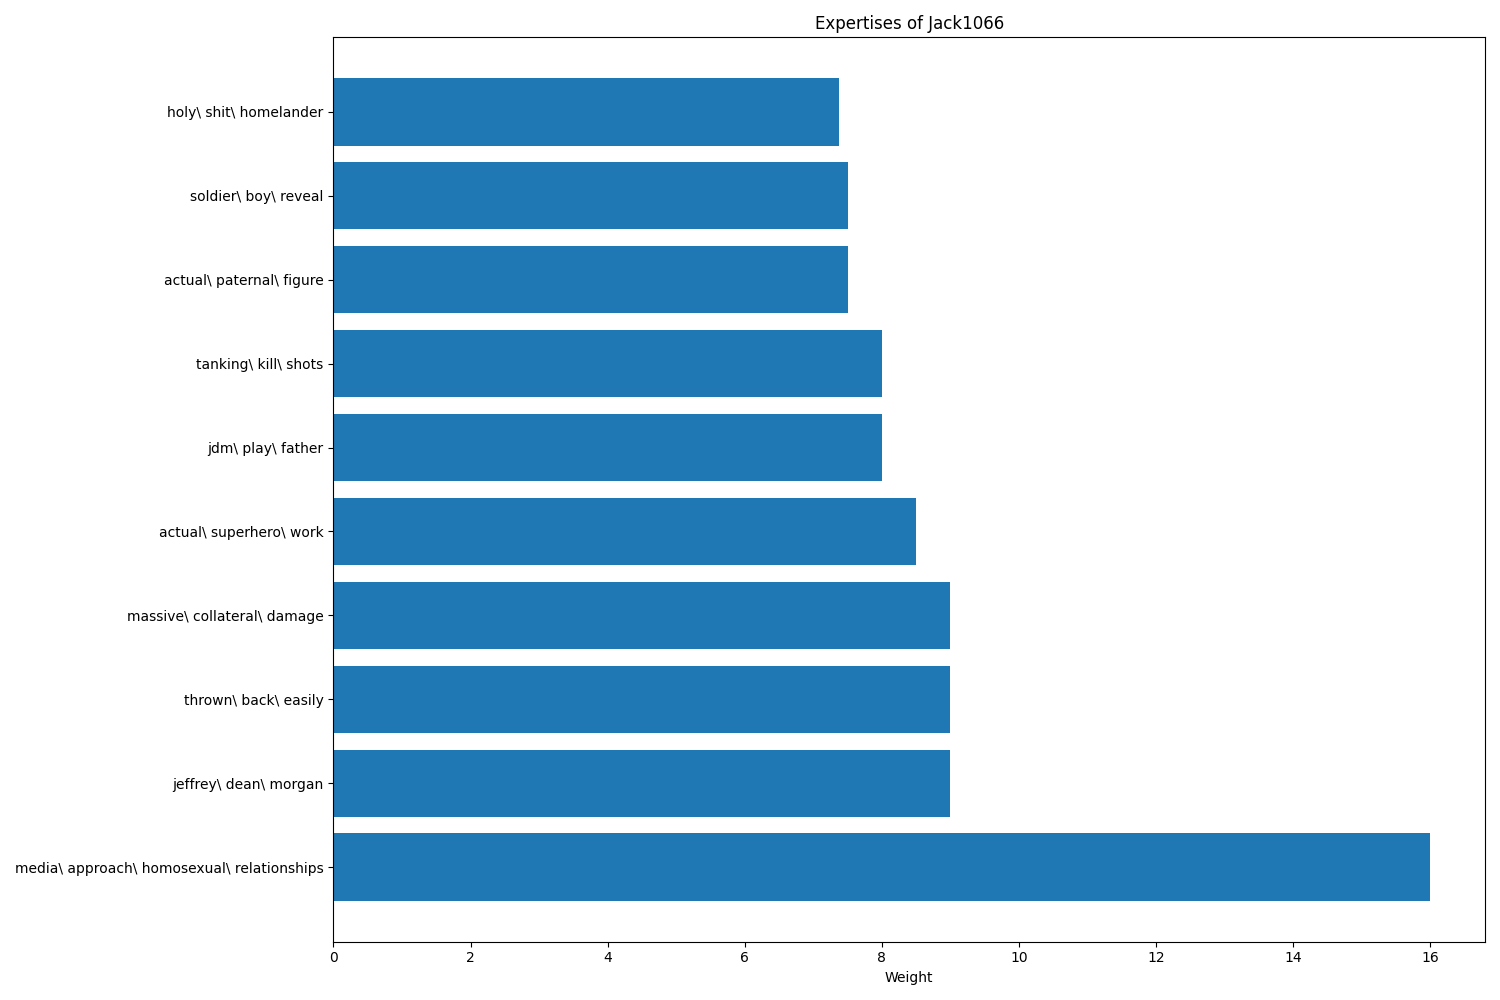 Expertises of Jack1066
holy\ shit\ homelander
soldier\ boy\ reveal
actual\ paternal\ figure
tanking\ kill\ shots
jdm\ play\ father
actual\ superhero\ work
massive\ collateral\ damage
thrown\ back\ easily
jeffrey\ dean\ morgan
media\ approach\ homosexual\ relationships
0 2 4 6 8 10 12 14 16
Weight